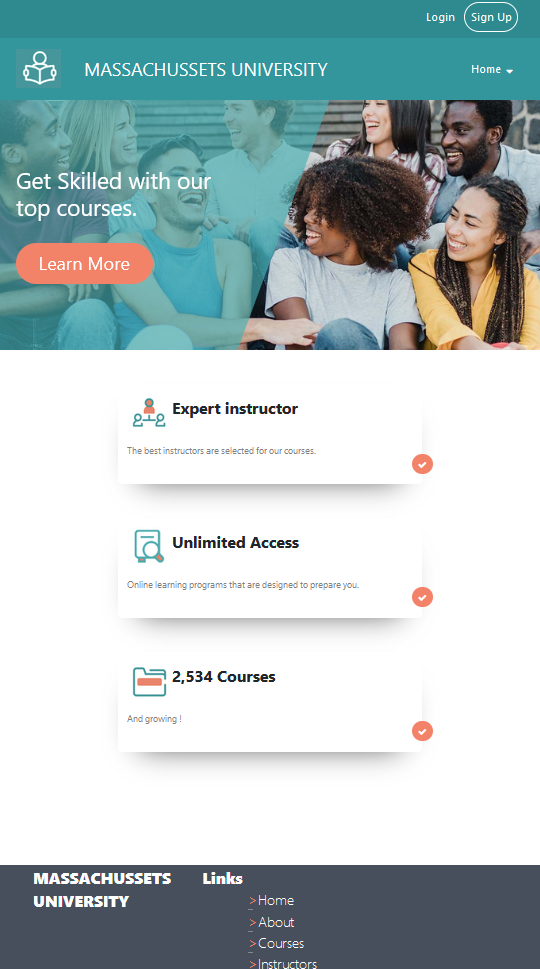 Login Sign Up
MASSACHUSSETS UNIVERSITY
Home
Get Skilled with our
top courses.
Learn More
Expert instructor
The best instructors are selected for our courses.
Unlimited Access
Online learning programs that are designed to prepare you.
2,534 Courses
And growing !
MASSACHUSSETS
UNIVERSITY
Links
>Home
>About
>Courses
>Instructors